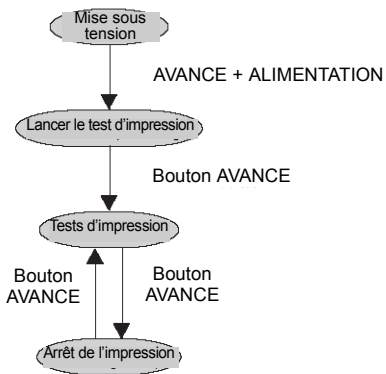 Mise sous
tension
AVANCE + ALIMENTATION
Lancer le test d'impression
Bouton AVANCE
Tests d'impression
Bouton
AVANCE
Bouton
AVANCE
Arrêt de l'impression